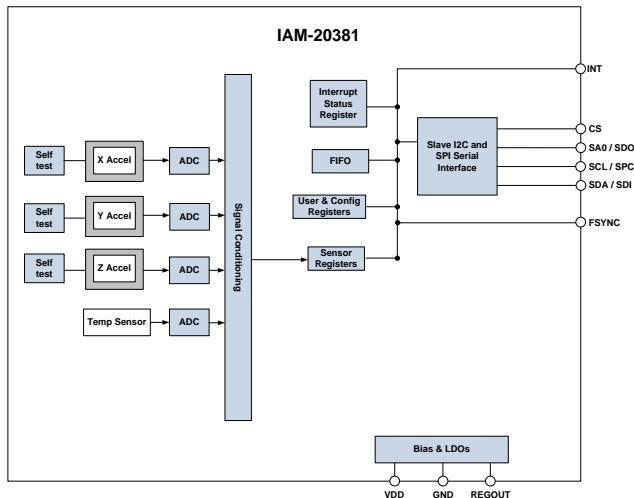 IAM-20381
INT
Interrupt
Status
Register
CS
Slave I2C and
SPI Serial
Interface
SA0 / SDO
Self
test
X Accel
ADC
FIFO
SCL / SPC
SDA / SDI
Self
test
Y Accel
ADC
User & Config
Registers
FSYNC
Signal Conditioning
Self
test
Z Accel
ADC
Sensor
Registers
Temp Sensor
ADC
Bias & LDOs
VDD
GND
REGOUT